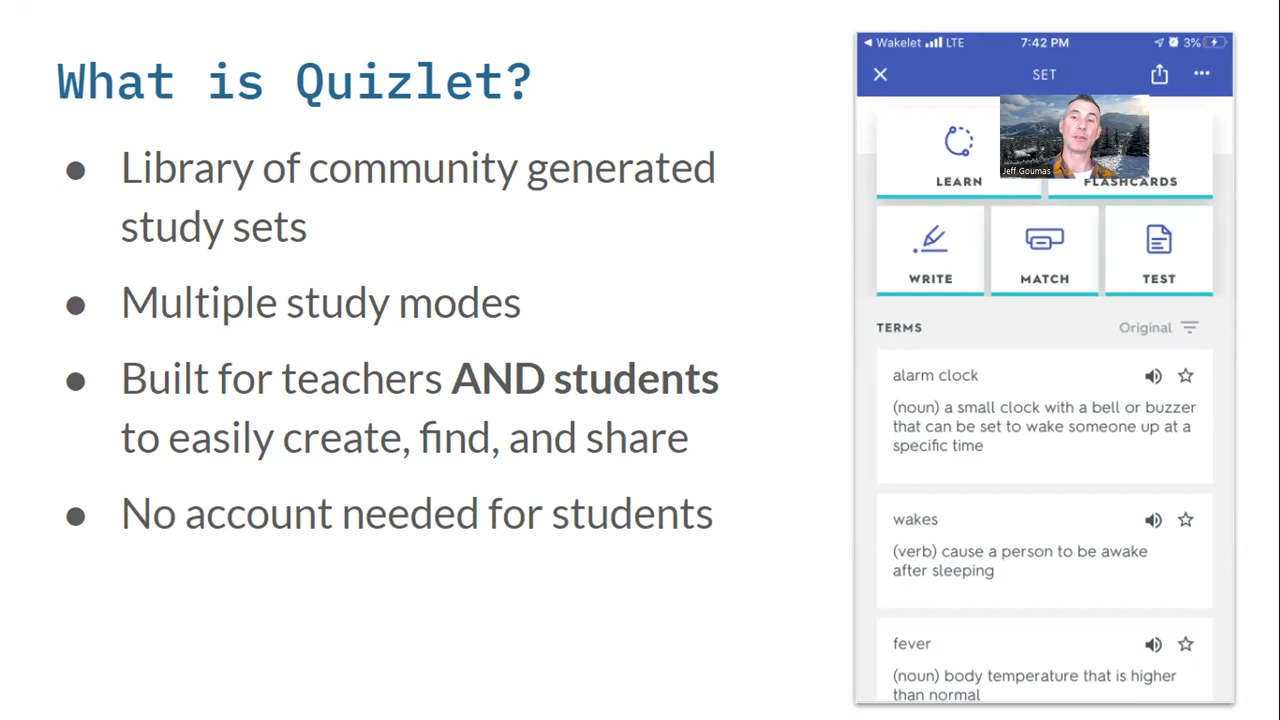 What is Quizlet?
● Library of community generated
study sets
● Multiple study modes
● Built for teachers AND students
to easily create, find, and share
● No account needed for students
Wakelet LTE 7:42 PM 3%
SET
Jeff Goumas
LEARN FLASHCARDS
WRITE MATCH TEST
TERMS Original
alarm clock
(noun) a small clock with a bell or buzzer
that can be set to wake someone up at a
specific time
wakes
(verb) cause a person to be awake
after sleeping
fever
(noun) body temperature that is higher
than normal